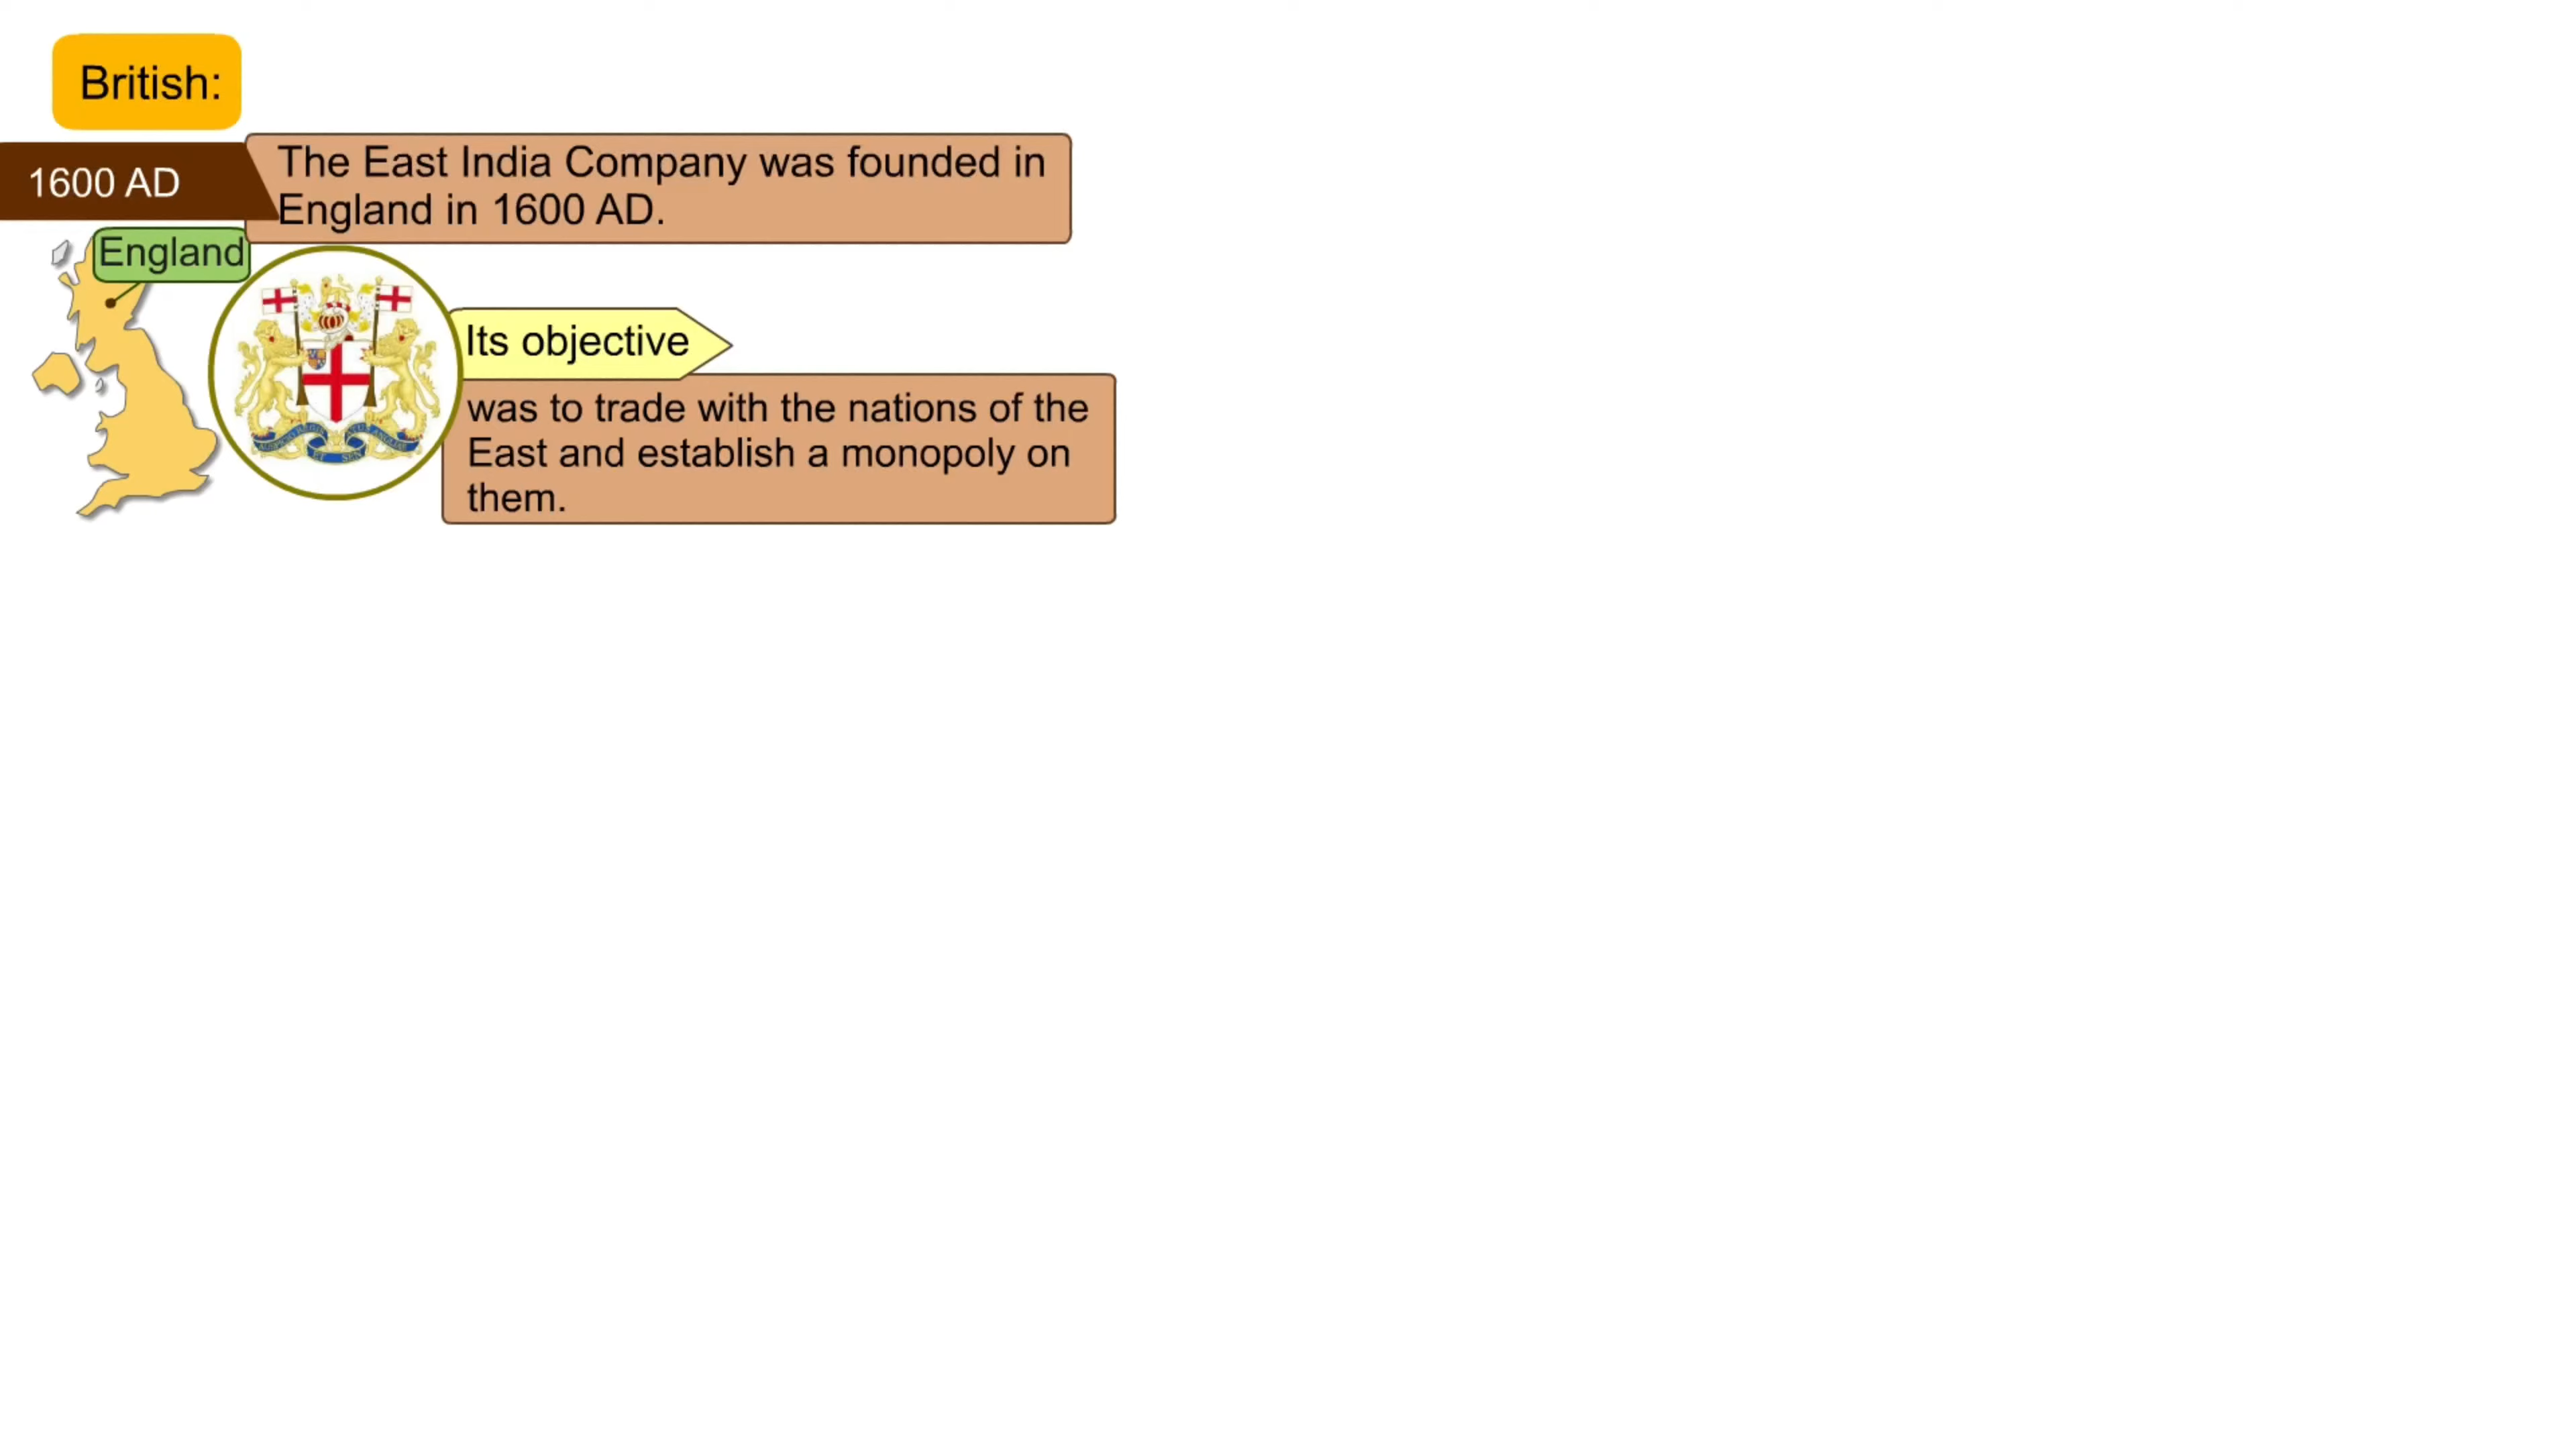 British:
1600 AD
The East India Company was founded in
England in 1600 AD.
England
Its objective
was to trade with the nations of the
East and establish a monopoly on
them.